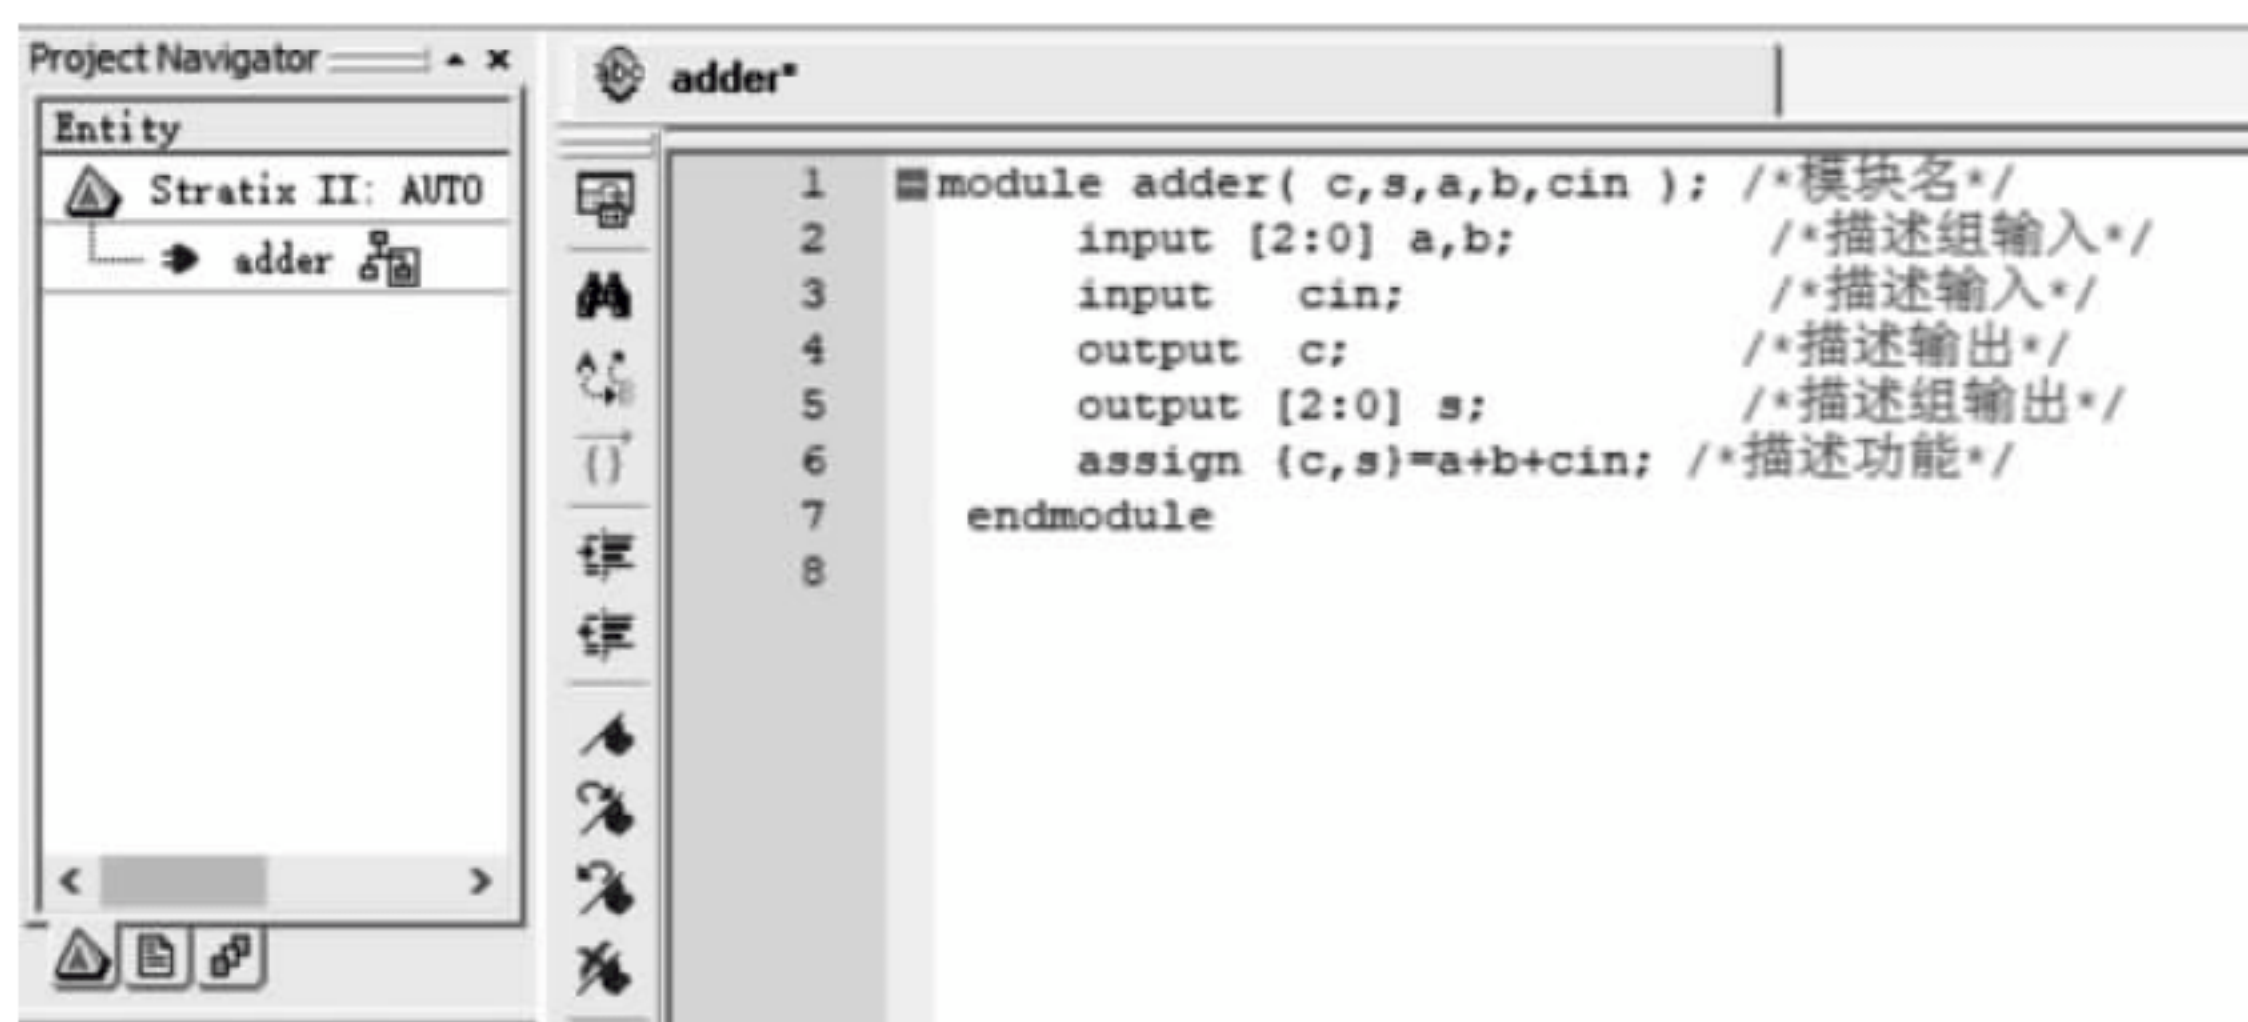 Project Navigator
Entity
Stratix II: AUTO
adder
adder*
1 module adder( c,s,a,b,cin ); /*模块名*/
2 input [2:0] a,b; /*描述组输入*/
3 input cin; /*描述输入*/
4 output c; /*描述输出*/
5 output [2:0] s; /*描述组输出*/
6 assign {c,s}=a+b+cin; /*描述功能*/
7 endmodule
8